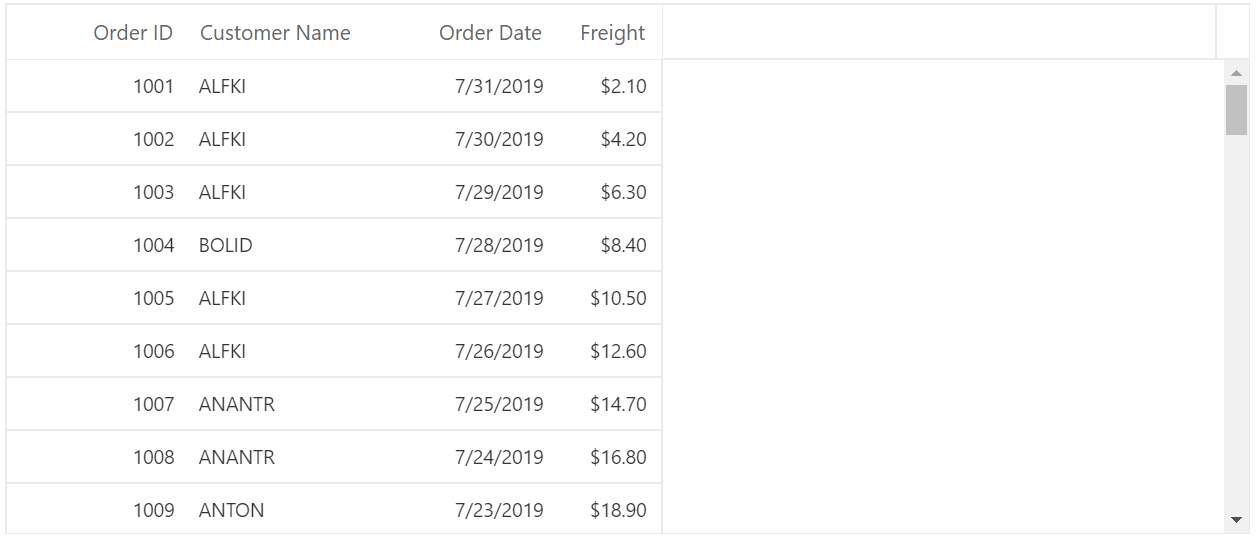 Order ID Customer Name Order Date Freight
1001 ALFKI 7/31/2019 $2.10
1002 ALFKI 7/30/2019 $4.20
1003 ALFKI 7/29/2019 $6.30
1004 BOLID 7/28/2019 $8.40
1005 ALFKI 7/27/2019 $10.50
1006 ALFKI 7/26/2019 $12.60
1007 ANANTR 7/25/2019 $14.70
1008 ANANTR 7/24/2019 $16.80
1009 ANTON 7/23/2019 $18.90